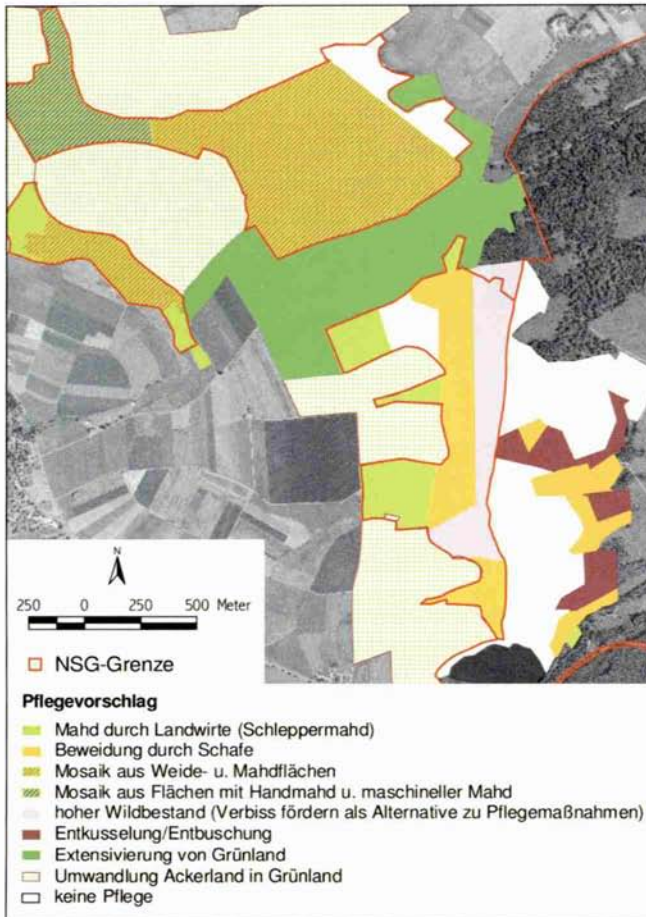 N
250 0 250 500 Meter
NSG-Grenze
Pflegevorschlag
Mahd durch Landwirte (Schleppermahd)
Beweidung durch Schafe
Mosaik aus Weide- u. Mahdflächen
Mosaik aus Flächen mit Handmahd u. maschineller Mahd
hoher Wildbestand (Verbiss fördern als Alternative zu Pflegemaßnahmen)
Entkusselung/Entbuschung
Extensivierung von Grünland
Umwandlung Ackerland in Grünland
keine Pflege